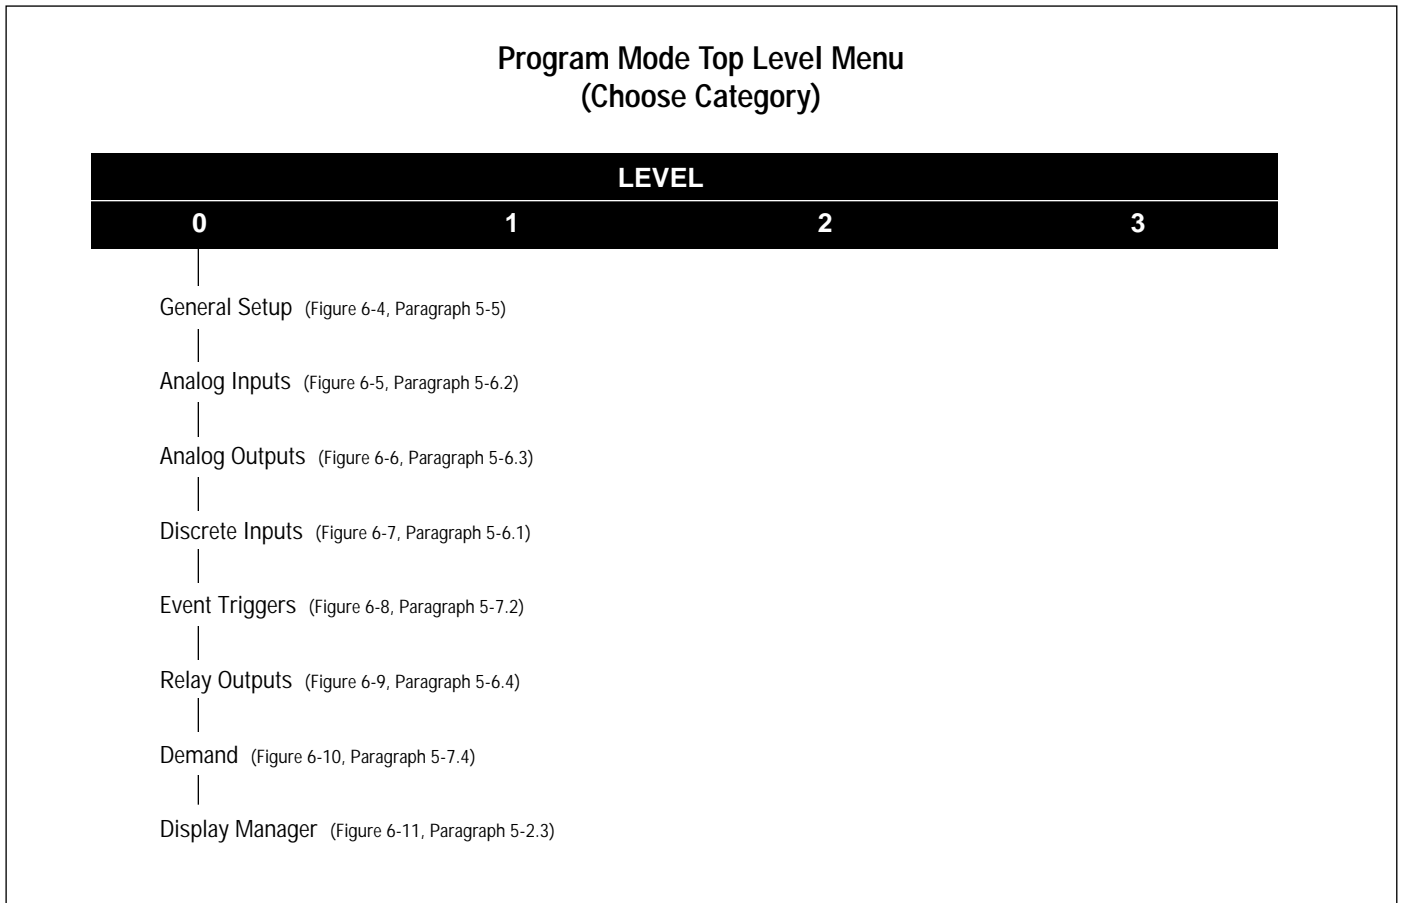 Program Mode Top Level Menu
(Choose Category)
LEVEL
0 1 2 3
General Setup (Figure 6-4, Paragraph 5-5)
Analog Inputs (Figure 6-5, Paragraph 5-6.2)
Analog Outputs (Figure 6-6, Paragraph 5-6.3)
Discrete Inputs (Figure 6-7, Paragraph 5-6.1)
Event Triggers (Figure 6-8, Paragraph 5-7.2)
Relay Outputs (Figure 6-9, Paragraph 5-6.4)
Demand (Figure 6-10, Paragraph 5-7.4)
Display Manager (Figure 6-11, Paragraph 5-2.3)